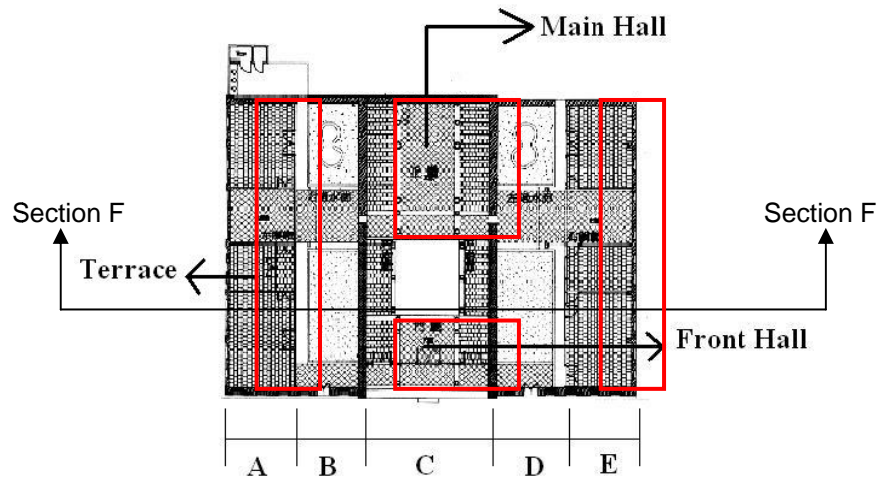 Main Hall
Section F
Section F
Terrace
Front Hall
A B C D E